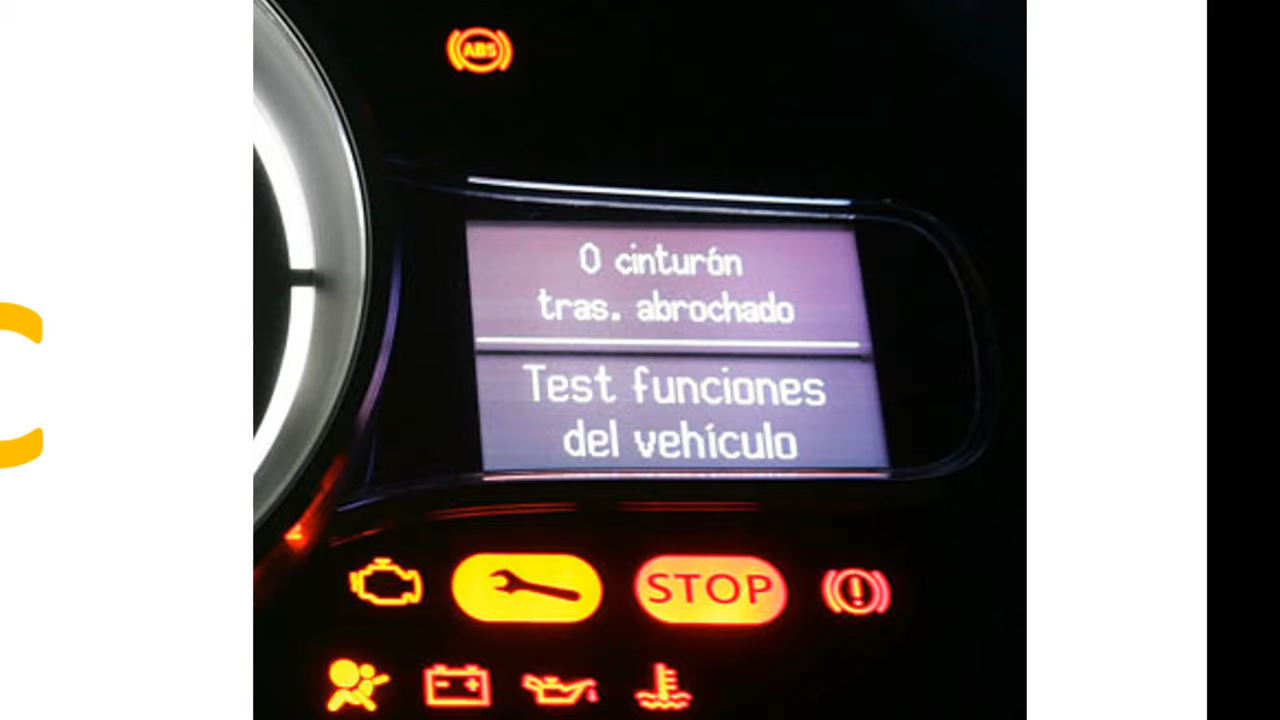 ABS
0 cinturón
tras. abrochado
Test funciones
del vehículo
STOP